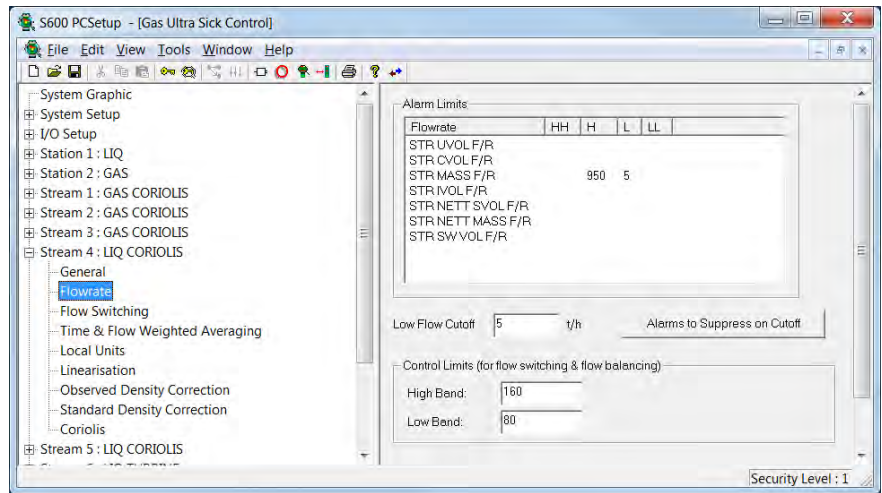 S600 PCSetup - [Gas Ultra Sick Control]
File Edit View Tools Window Help
System Graphic
System Setup
I/O Setup
Station 1 : LIQ
Station 2 : GAS
Stream 1 : GAS CORIOLIS
Stream 2 : GAS CORIOLIS
Stream 3 : GAS CORIOLIS
Stream 4 : LIQ CORIOLIS
General
Flowrate
Flow Switching
Time & Flow Weighted Averaging
Local Units
Linearisation
Observed Density Correction
Standard Density Correction
Coriolis
Stream 5 : LIQ CORIOLIS
Alarm Limits
Flowrate HH H L LL
STR UVOL F/R
STR CVOL F/R
STR MASS F/R 950 5
STR IVOL F/R
STR NETT SVOL F/R
STR NETT MASS F/R
STR SW VOL F/R
Low Flow Cutoff 5 t/h Alarms to Suppress on Cutoff
Control Limits (for flow switching & flow balancing)
High Band: 160
Low Band: 80
Security Level : 1